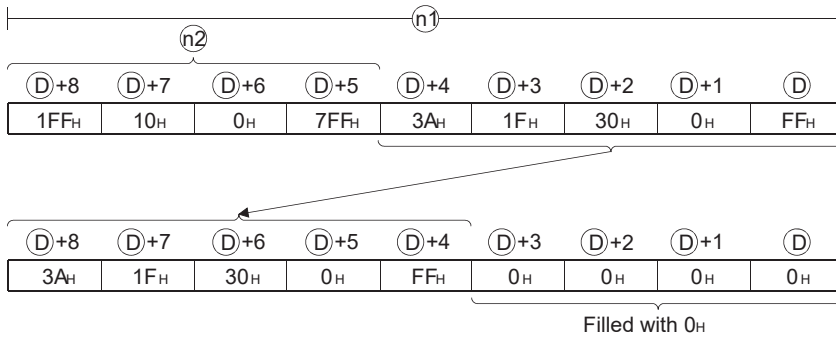 n1
n2
D+8 D+7 D+6 D+5 D+4 D+3 D+2 D+1 D
1FFH 10H 0H 7FFH 3AH 1FH 30H 0H FFH
D+8 D+7 D+6 D+5 D+4 D+3 D+2 D+1 D
3AH 1FH 30H 0H FFH 0H 0H 0H 0H
Filled with 0H